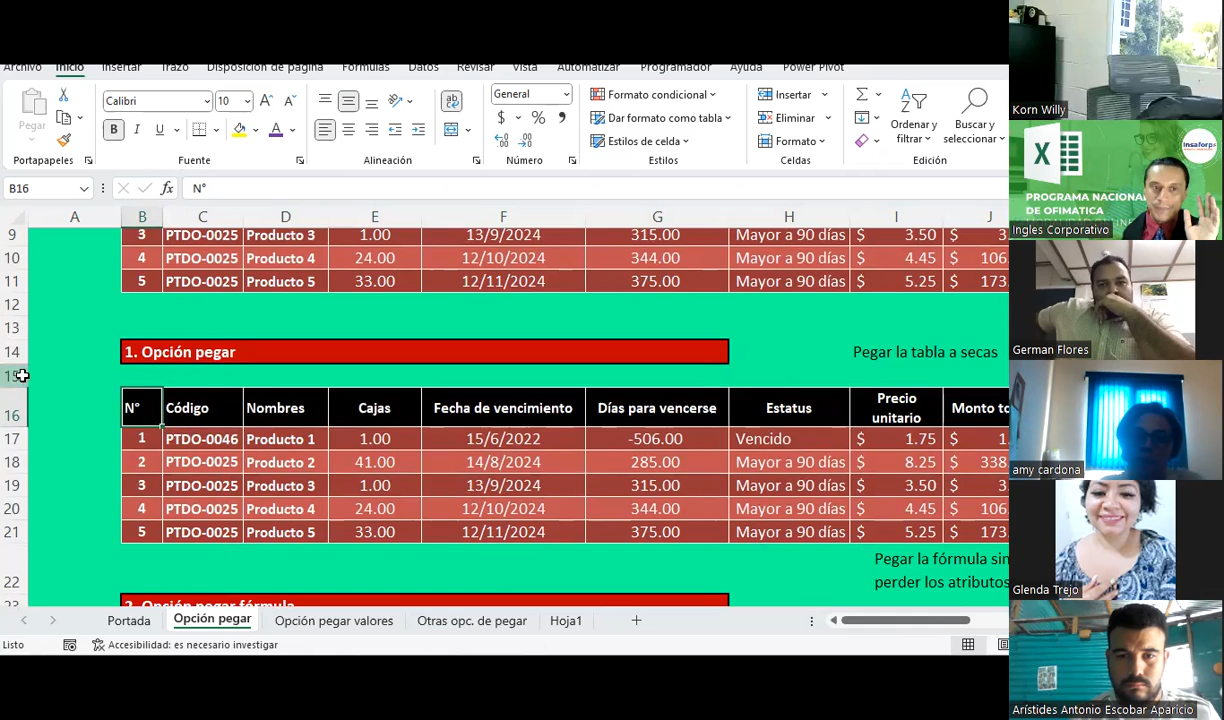 Archivo Inicio Insertar Trazo Disposición de página Fórmulas Datos Revisar Vista Automatizar Programador Ayuda Power Pivot
Pegar
Calibri 10
N K S
A A
ab
General
$ % 9
Formato condicional
Dar formato como tabla
Estilos de celda
Insertar
Eliminar
Formato
Ordenar y filtrar
Buscar y seleccionar
Portapapeles Fuente Alineación Número Estilos Celdas Edición
B16 fx N°
A B C D E F G H I J
9 3 PTDO-0025 Producto 3 1.00 13/9/2024 315.00 Mayor a 90 días $ 3.50 $ 3
10 4 PTDO-0025 Producto 4 24.00 12/10/2024 344.00 Mayor a 90 días $ 4.45 $ 106.
11 5 PTDO-0025 Producto 5 33.00 12/11/2024 375.00 Mayor a 90 días $ 5.25 $ 173.
12
13
14 1. Opción pegar Pegar la tabla a secas
15
16 N° Código Nombres Cajas Fecha de vencimiento Días para vencerse Estatus Precio unitario Monto to
17 1 PTDO-0046 Producto 1 1.00 15/6/2022 -506.00 Vencido $ 1.75 $ 1.
18 2 PTDO-0025 Producto 2 41.00 14/8/2024 285.00 Mayor a 90 días $ 8.25 $ 338.
19 3 PTDO-0025 Producto 3 1.00 13/9/2024 315.00 Mayor a 90 días $ 3.50 $ 3.
20 4 PTDO-0025 Producto 4 24.00 12/10/2024 344.00 Mayor a 90 días $ 4.45 $ 106.
21 5 PTDO-0025 Producto 5 33.00 12/11/2024 375.00 Mayor a 90 días $ 5.25 $ 173.
22 Pegar la fórmula sin
perder los atributos
23 2. Opción pegar fórmula
Portada Opción pegar Opción pegar valores Otras opc. de pegar Hoja1
Listo Accesibilidad: es necesario investigar
Korn Willy
X
insaforp
PROGRAMA NACIONAL
DE OFIMATICA
Ingles Corporativo
German Flores
amy cardona
Glenda Trejo
Arístides Antonio Escobar Aparicio